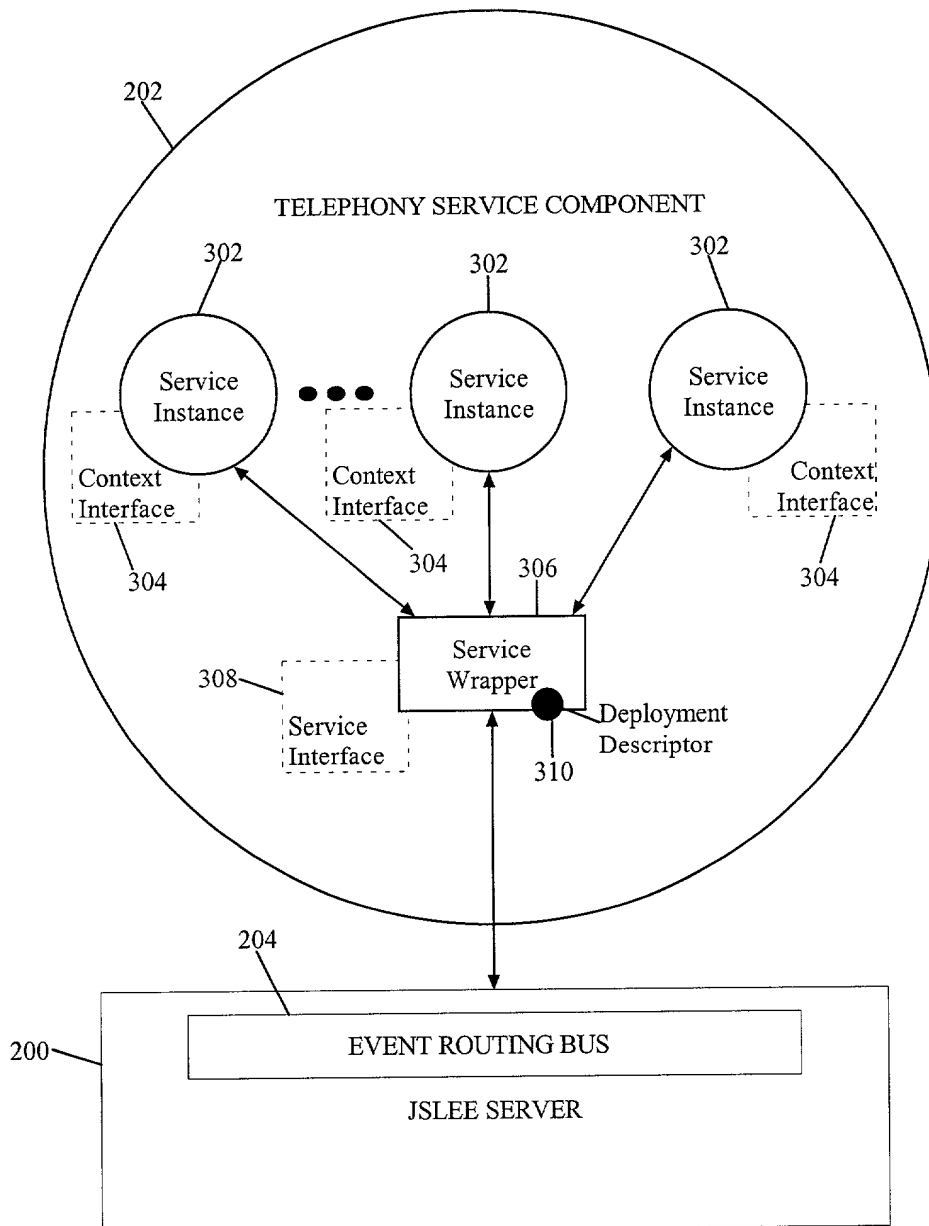 202
TELEPHONY SERVICE COMPONENT
302
302
302
Service
Instance
Service
Instance
Service
Instance
Context
Interface
Context
Interface
Context
Interface
304
304
304
306
308
Service
Wrapper
Service
Interface
Deployment
Descriptor
310
204
200
EVENT ROUTING BUS
JSLEE SERVER